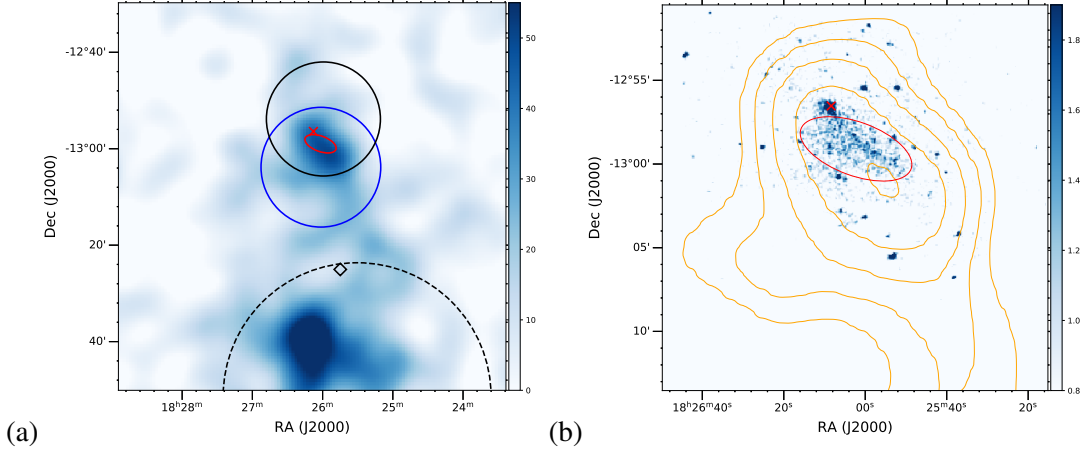 -12°40'
-13°00'
20'
40'
Dec (J2000)
18ʰ28ᵐ
27ᵐ
26ᵐ
25ᵐ
24ᵐ
RA (J2000)
50
40
30
20
10
0
(a)
-12°55'
-13°00'
05'
10'
Dec (J2000)
18ʰ26ᵐ40ˢ
20ˢ
00ˢ
25ᵐ40ˢ
20ˢ
RA (J2000)
1.8
1.6
1.4
1.2
1.0
0.8
(b)